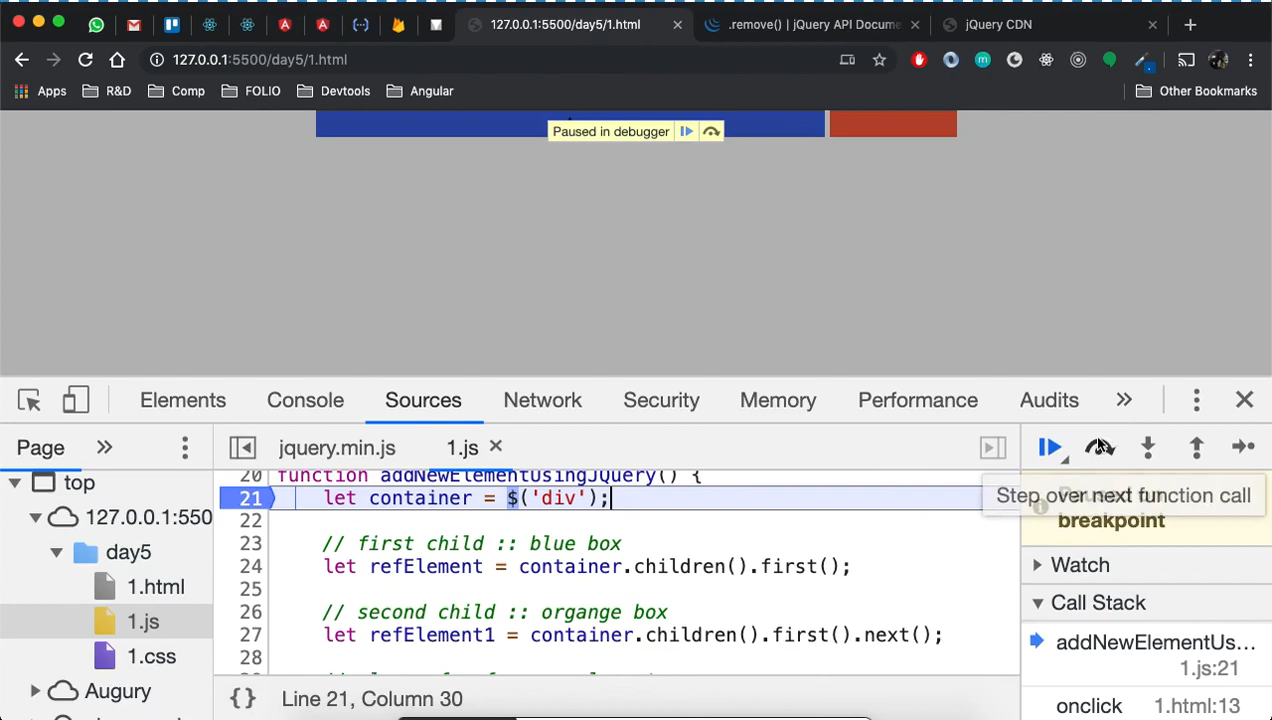 127.0.0.1:5500/day5/1.html
.remove() | jQuery API Docume
jQuery CDN
127.0.0.1:5500/day5/1.html
Apps R&D Comp FOLIO Devtools Angular Other Bookmarks
Paused in debugger
Elements Console Sources Network Security Memory Performance Audits »
Page » jquery.min.js 1.js
top
127.0.0.1:550
day5
1.html
1.js
1.css
Augury
20 function addNewElementUsingJQuery() {
21 let container = $('div');
22
23 // first child :: blue box
24 let refElement = container.children().first();
25
26 // second child :: organge box
27 let refElement1 = container.children().first().next();
28
{} Line 21, Column 30
Step over next function call
breakpoint
Watch
Call Stack
addNewElementUs...
1.js:21
onclick 1.html:13